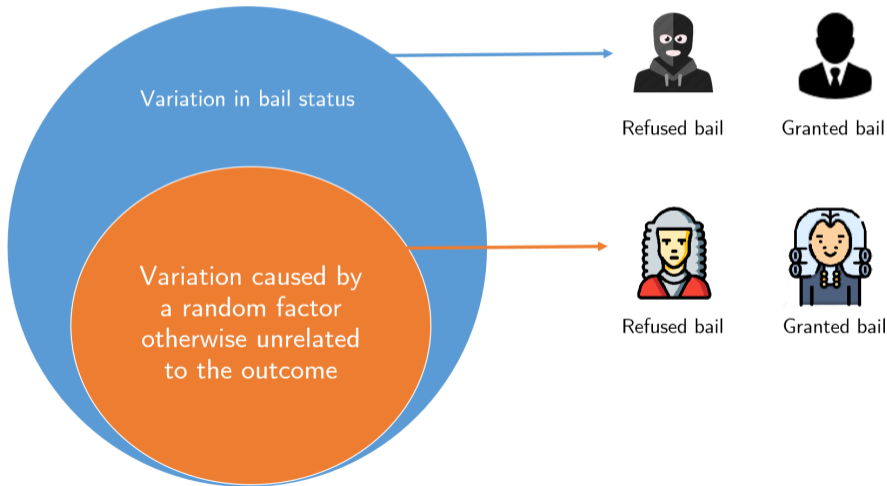 Variation in bail status
Refused bail
Granted bail
Variation caused by
a random factor
otherwise unrelated
to the outcome
Refused bail
Granted bail